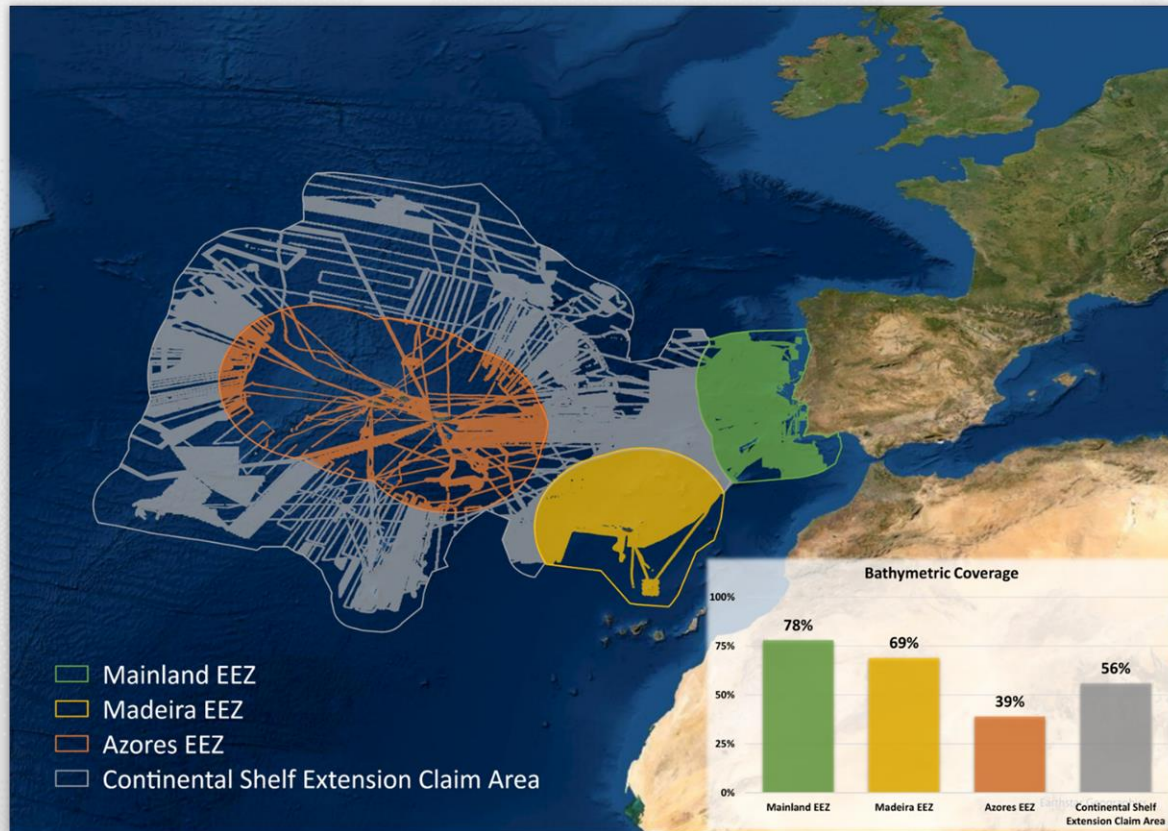 Mainland EEZ
Madeira EEZ
Azores EEZ
Continental Shelf Extension Claim Area
Bathymetric Coverage
100%
75%
50%
25%
0%
78%
69%
39%
56%
Mainland EEZ
Madeira EEZ
Azores EEZ
Continental Shelf
Extension Claim Area